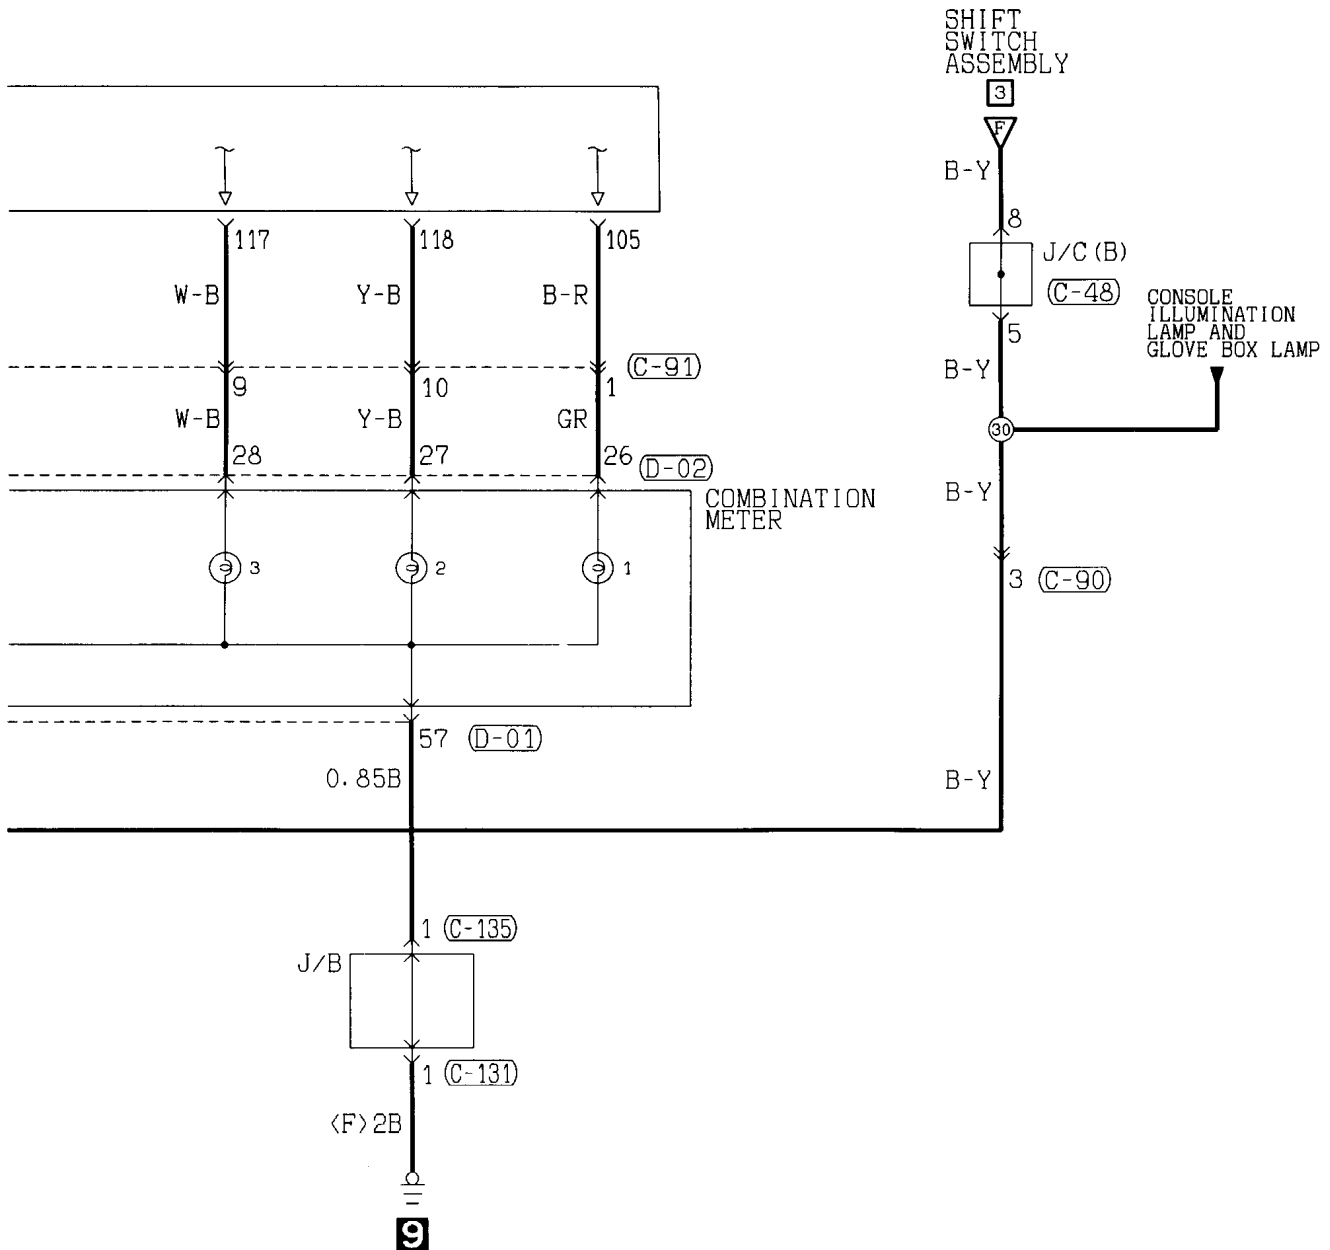 SHIFT
SWITCH
ASSEMBLY
3
F
B-Y
8
117
118
105
J/C(B)
W-B
Y-B
B-R
C-48
CONSOLE
ILLUMINATION
LAMP AND
GLOVE BOX LAMP
5
C-91
B-Y
9
10
1
W-B
Y-B
GR
30
28
27
26
D-02
B-Y
COMBINATION
METER
3
2
1
3
C-90
57
D-01
0.85B
B-Y
1
C-135
J/B
1
C-131
<F>2B
9